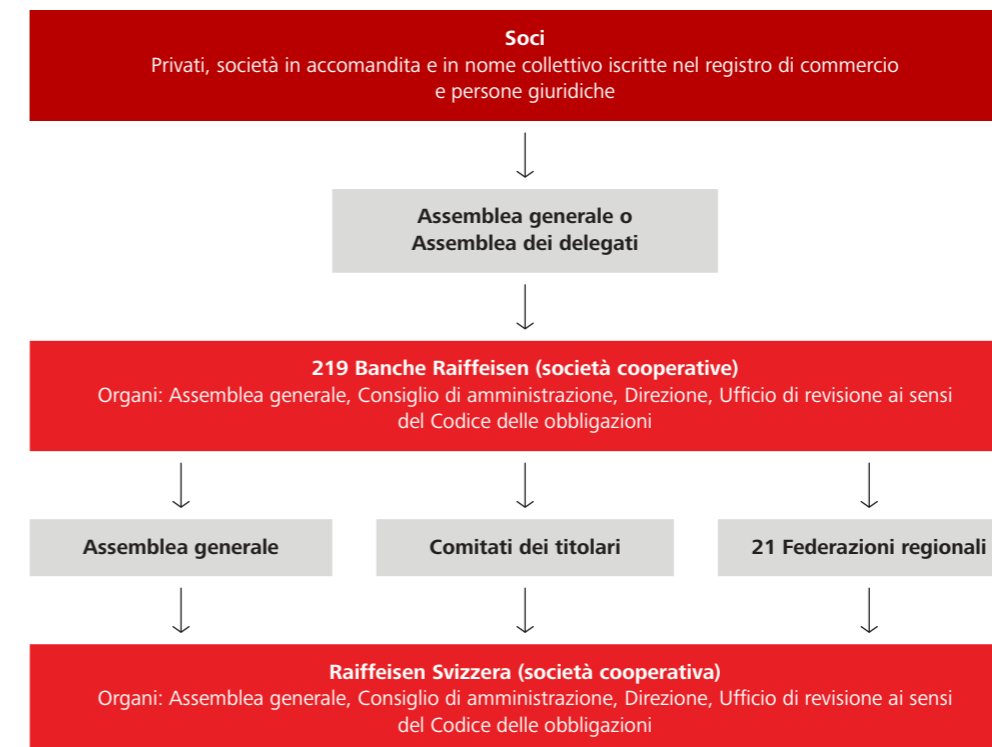 Soci
Privati, società in accomandita e in nome collettivo iscritte nel registro di commercio
e persone giuridiche
Assemblea generale o
Assemblea dei delegati
219 Banche Raiffeisen (società cooperative)
Organi: Assemblea generale, Consiglio di amministrazione, Direzione, Ufficio di revisione ai sensi
del Codice delle obbligazioni
Assemblea generale
Comitati dei titolari
21 Federazioni regionali
Raiffeisen Svizzera (società cooperativa)
Organi: Assemblea generale, Consiglio di amministrazione, Direzione, Ufficio di revisione ai sensi
del Codice delle obbligazioni